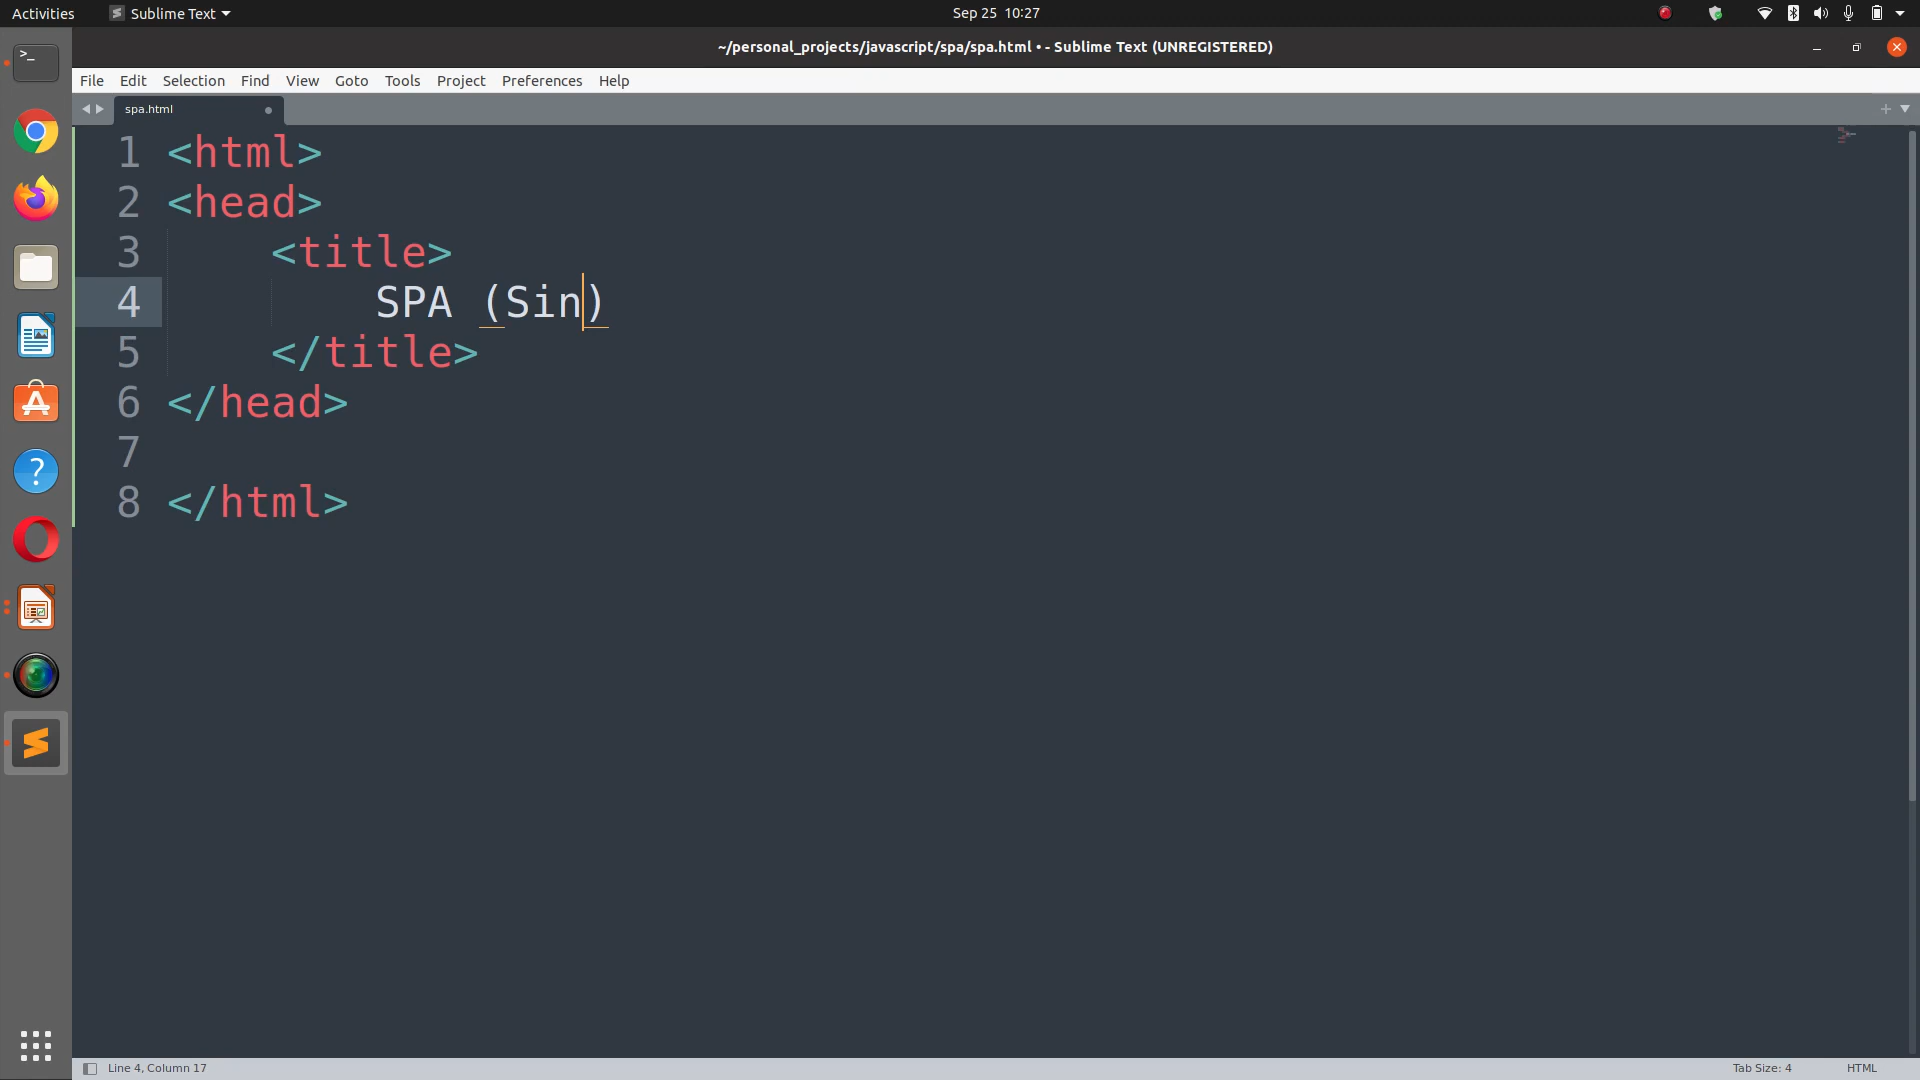 Activities Sublime Text Sep 25 10:27
~/personal_projects/javascript/spa/spa.html • - Sublime Text (UNREGISTERED)
File Edit Selection Find View Goto Tools Project Preferences Help
spa.html
1 <html>
2 <head>
3 <title>
4 SPA (Sin)
5 </title>
6 </head>
7
8 </html>
Line 4, Column 17 Tab Size: 4 HTML